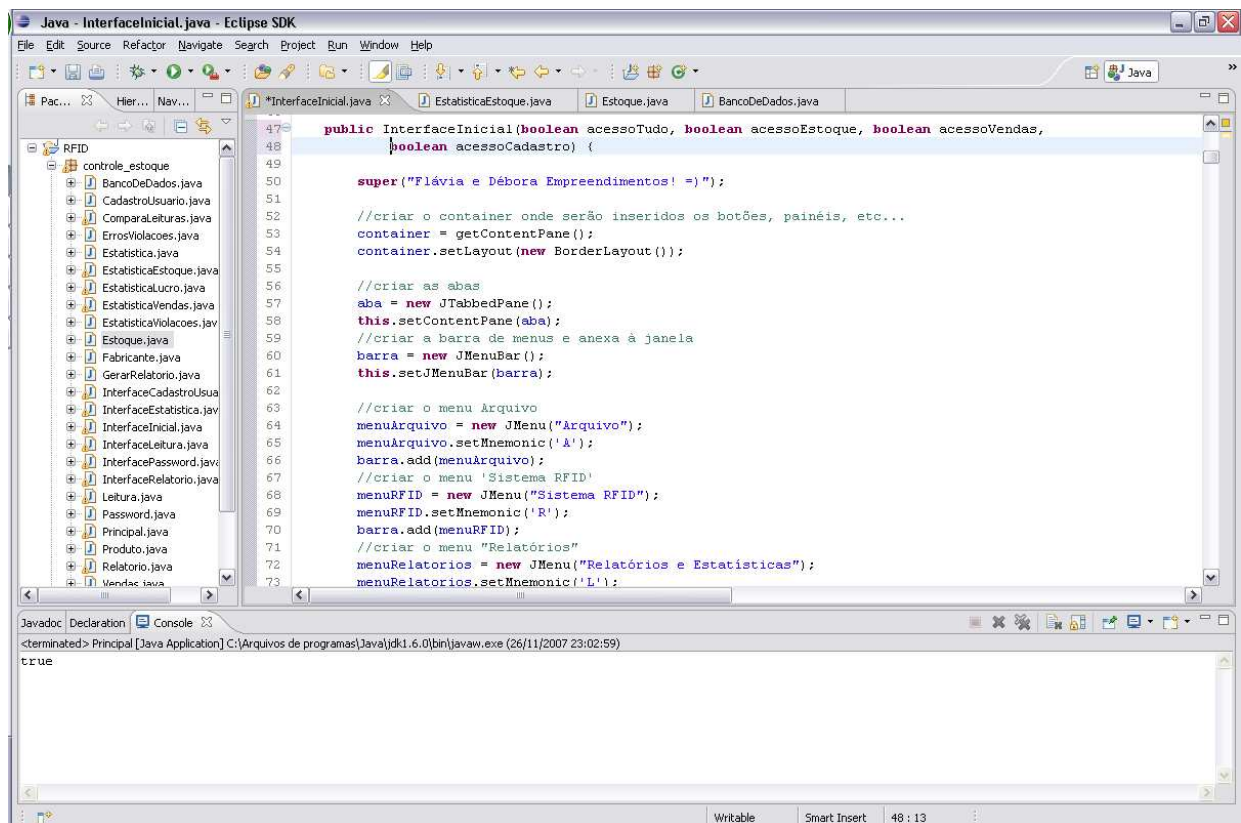 Java - InterfaceInicial.java - Eclipse SDK
File Edit Source Refactor Navigate Search Project Run Window Help
Java
Pac... Hier... Nav...
*InterfaceInicial.java EstatisticaEstoque.java Estoque.java BancoDeDados.java
RFID
controle_estoque
BancoDeDados.java
CadastroUsuario.java
ComparaLeituras.java
ErrosViolacoes.java
Estatistica.java
EstatisticaEstoque.java
EstatisticaLucro.java
EstatisticaVendas.java
EstatisticaViolacoes.jav
Estoque.java
Fabricante.java
GerarRelatorio.java
InterfaceCadastroUsua
InterfaceEstatistica.jav
InterfaceInicial.java
InterfaceLeitura.java
InterfacePassword.java
InterfaceRelatorio.java
Leitura.java
Password.java
Principal.java
Produto.java
Relatorio.java
Vendas.java
47 public InterfaceInicial(boolean acessoTudo, boolean acessoEstoque, boolean acessoVendas,
48 boolean acessoCadastro) {
49
50 super("Flávia e Débora Empreendimentos! =)");
51
52 //criar o container onde serão inseridos os botões, painéis, etc...
53 container = getContentPane();
54 container.setLayout(new BorderLayout());
55
56 //criar as abas
57 aba = new JTabbedPane();
58 this.setContentPane(aba);
59 //criar a barra de menus e anexa à janela
60 barra = new JMenuBar();
61 this.setJMenuBar(barra);
62
63 //criar o menu Arquivo
64 menuArquivo = new JMenu("Arquivo");
65 menuArquivo.setMnemonic('A');
66 barra.add(menuArquivo);
67 //criar o menu 'Sistema RFID'
68 menuRFID = new JMenu("Sistema RFID");
69 menuRFID.setMnemonic('R');
70 barra.add(menuRFID);
71 //criar o menu "Relatórios"
72 menuRelatorios = new JMenu("Relatórios e Estatísticas");
73 menuRelatorios.setMnemonic('L');
Javadoc Declaration Console
<terminated> Principal [Java Application] C:\Arquivos de programas\Java\jdk1.6.0\bin\javaw.exe (26/11/2007 23:02:59)
true
Writable Smart Insert 48 : 13